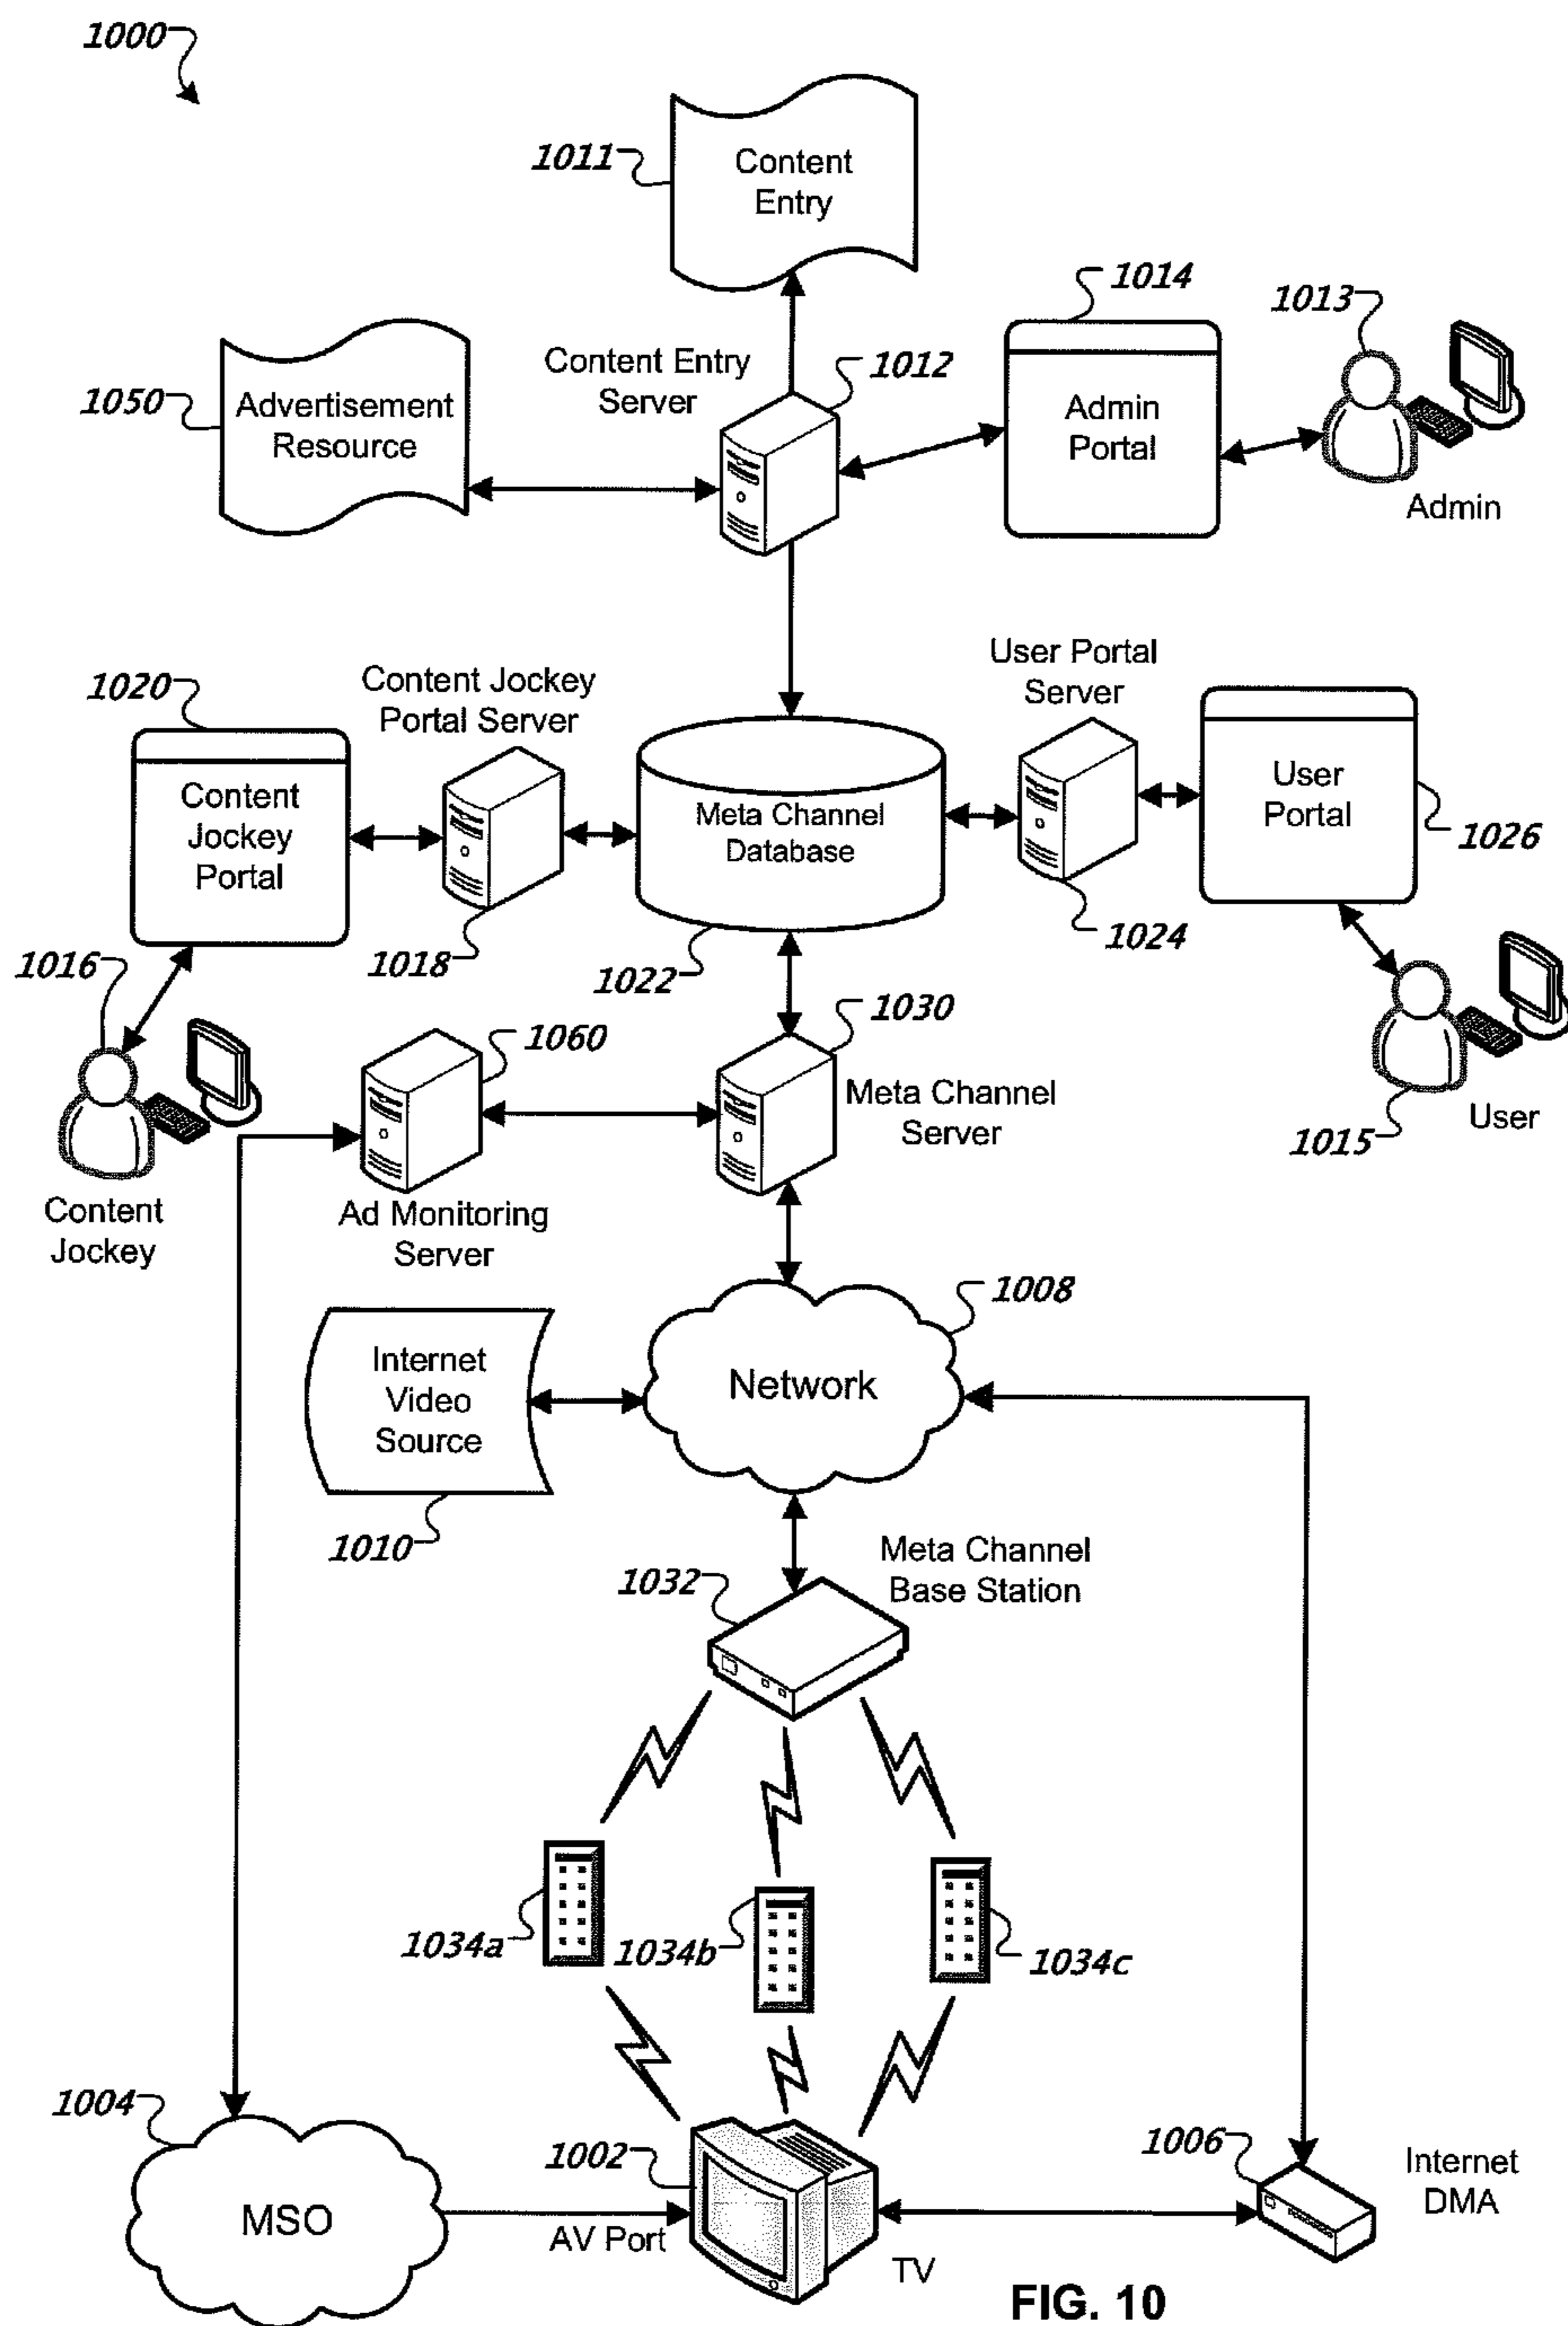 1000
1011
Content
Entry
1014
1013
1050
Advertisement
Resource
Content Entry
Server
1012
Admin
Portal
Admin
1020
Content Jockey
Portal Server
User Portal
Server
Content
Jockey
Portal
Meta Channel
Database
User
Portal
1026
1016
1018
1022
1024
1060
1030
Meta Channel
Server
1015
User
Content
Jockey
Ad Monitoring
Server
1008
Internet
Video
Source
Network
1010
Meta Channel
Base Station
1032
1034a
1034b
1034c
1004
1002
1006
Internet
DMA
MSO
AV Port
TV
FIG. 10